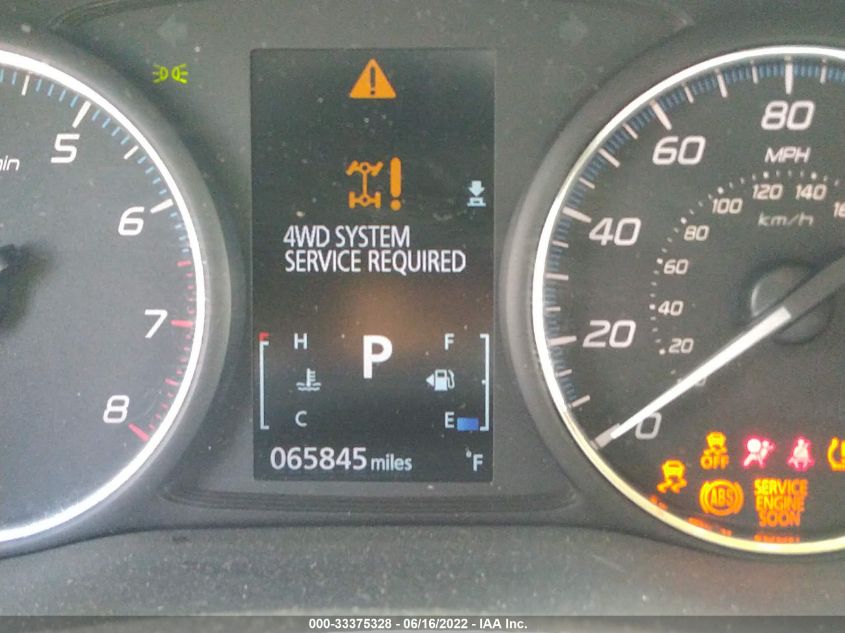 4WD SYSTEM
SERVICE REQUIRED
H
P
F
C
E
065845 miles
°F
5
6
7
8
0
20
40
60
80
MPH
km/h
20
40
60
80
100
120
140
OFF
ABS
SERVICE
ENGINE
SOON
000-33375328 - 06/16/2022 - IAA Inc.